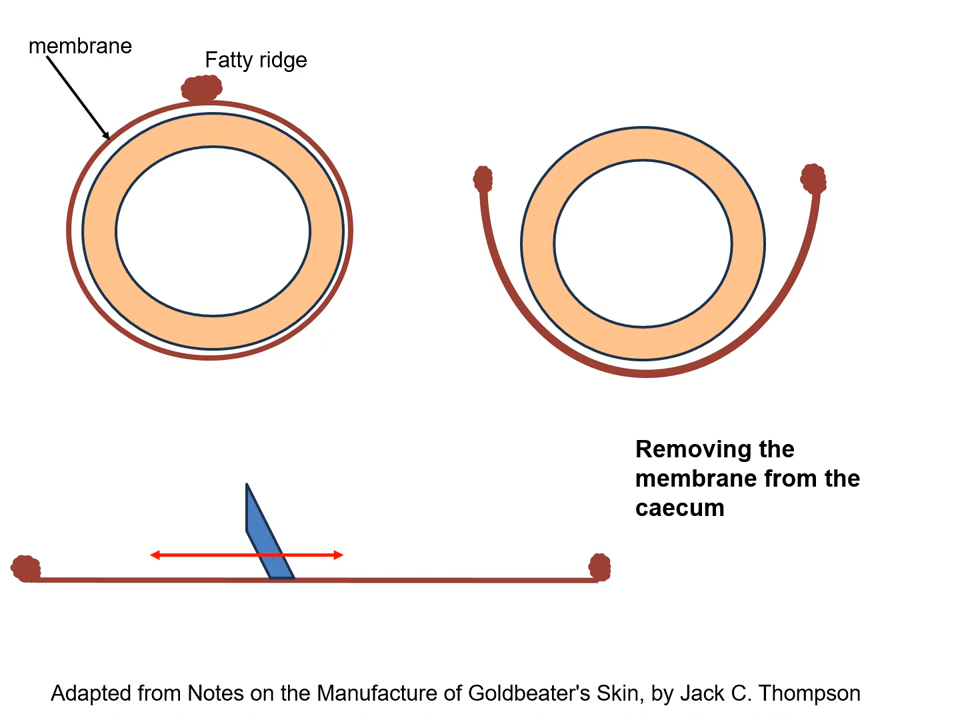 membrane
Fatty ridge
Removing the
membrane from the
caecum
Adapted from Notes on the Manufacture of Goldbeater's Skin, by Jack C. Thompson